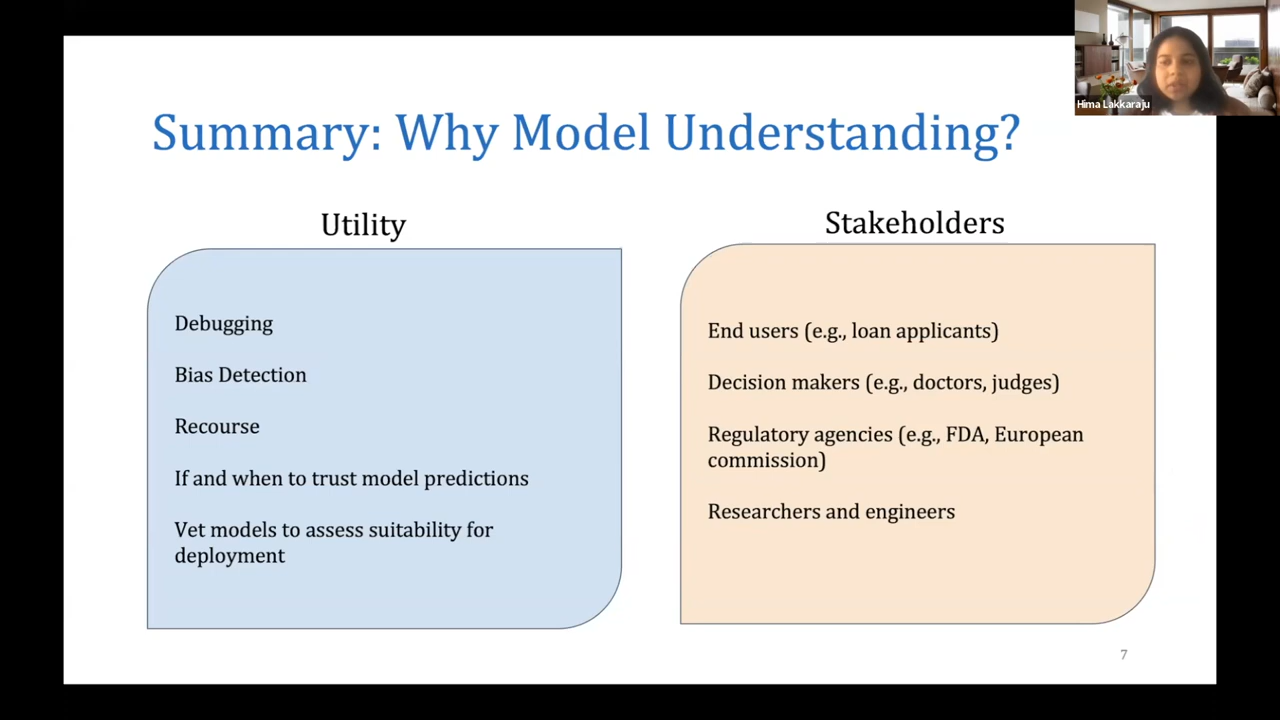 Hima Lakkaraju
Summary: Why Model Understanding?
Utility
Debugging
Bias Detection
Recourse
If and when to trust model predictions
Vet models to assess suitability for
deployment
Stakeholders
End users (e.g., loan applicants)
Decision makers (e.g., doctors, judges)
Regulatory agencies (e.g., FDA, European
commission)
Researchers and engineers
7